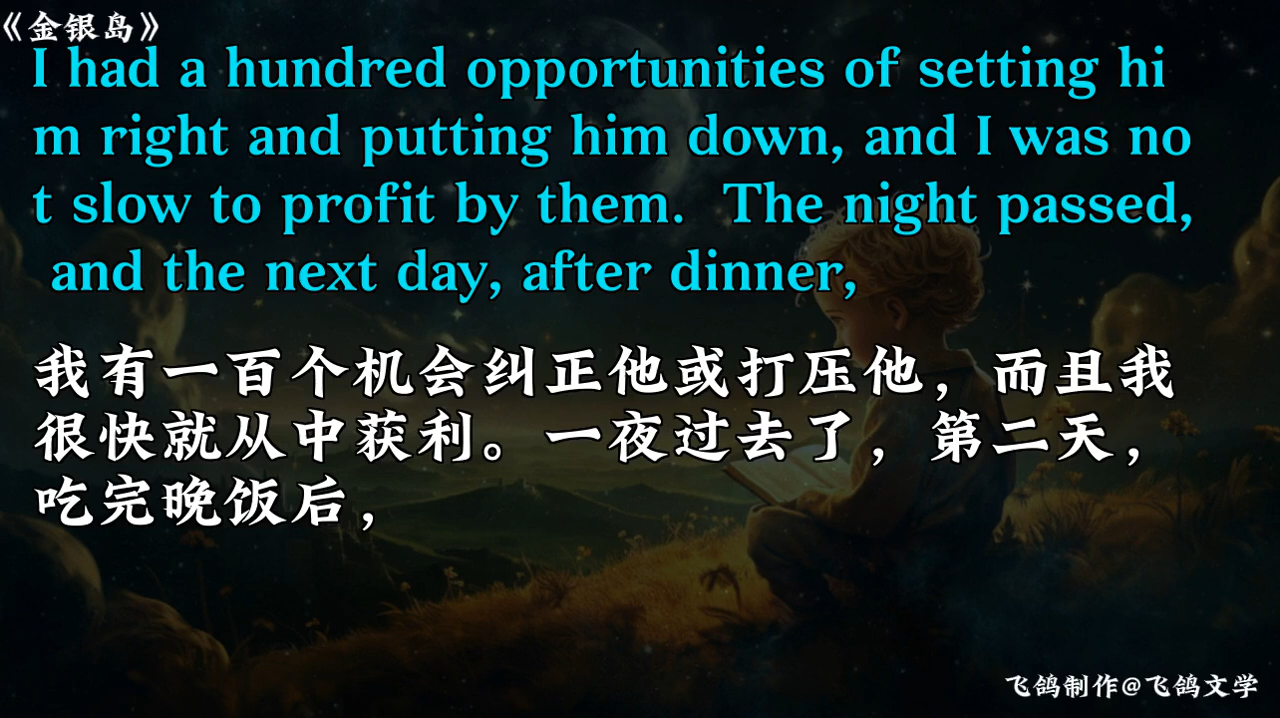 《金银岛》
I had a hundred opportunities of setting hi
m right and putting him down, and I was no
t slow to profit by them.  The night passed,
 and the next day, after dinner,
我有一百个机会纠正他或打压他，而且我
很快就从中获利。一夜过去了，第二天，
吃完晚饭后，
飞鸽制作@飞鸽文学